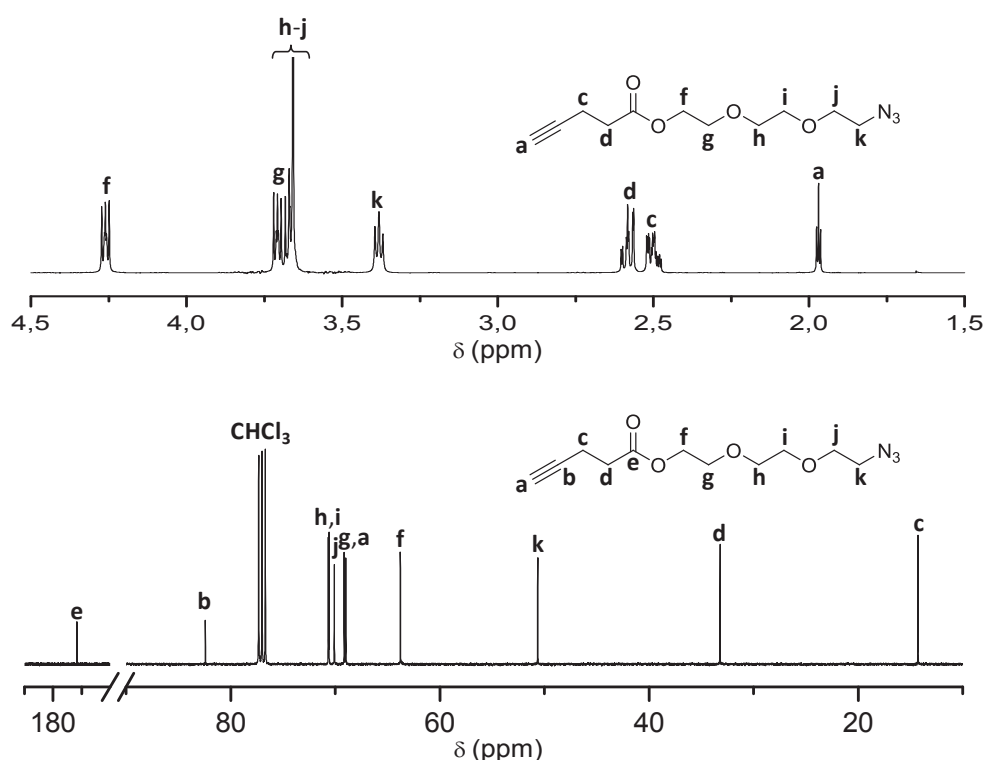 h-j
O
c f i j
O N₃
a d O g h k
f g k d c a
4,5 4,0 3,5 3,0 2,5 2,0 1,5
δ (ppm)
CHCl₃
O
c f i j
O N₃
a b d e O g h k
h,i j g,a f k d c
e b
180 80 60 40 20
δ (ppm)